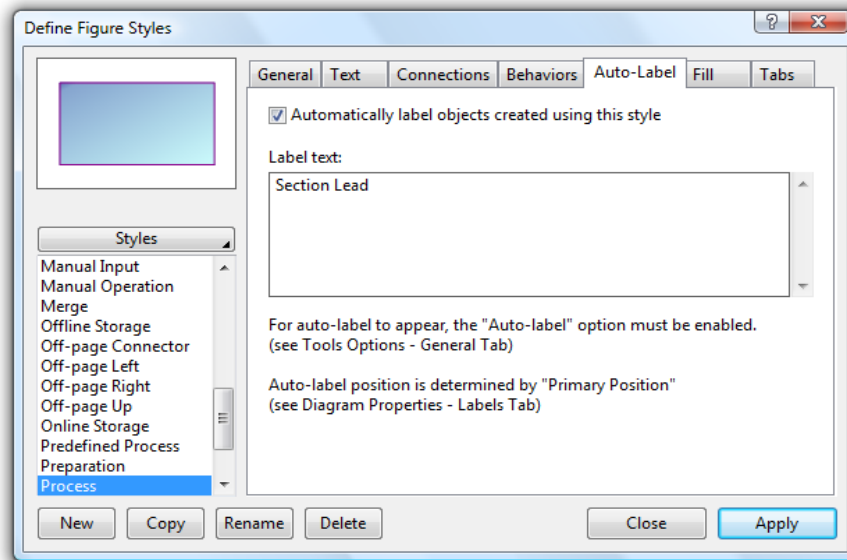 Define Figure Styles
General Text Connections Behaviors Auto-Label Fill Tabs
Automatically label objects created using this style
Label text:
Section Lead
Styles
Manual Input
Manual Operation
Merge
Offline Storage
Off-page Connector
Off-page Left
Off-page Right
Off-page Up
Online Storage
Predefined Process
Preparation
Process
For auto-label to appear, the "Auto-label" option must be enabled.
(see Tools Options - General Tab)
Auto-label position is determined by "Primary Position"
(see Diagram Properties - Labels Tab)
New Copy Rename Delete Close Apply